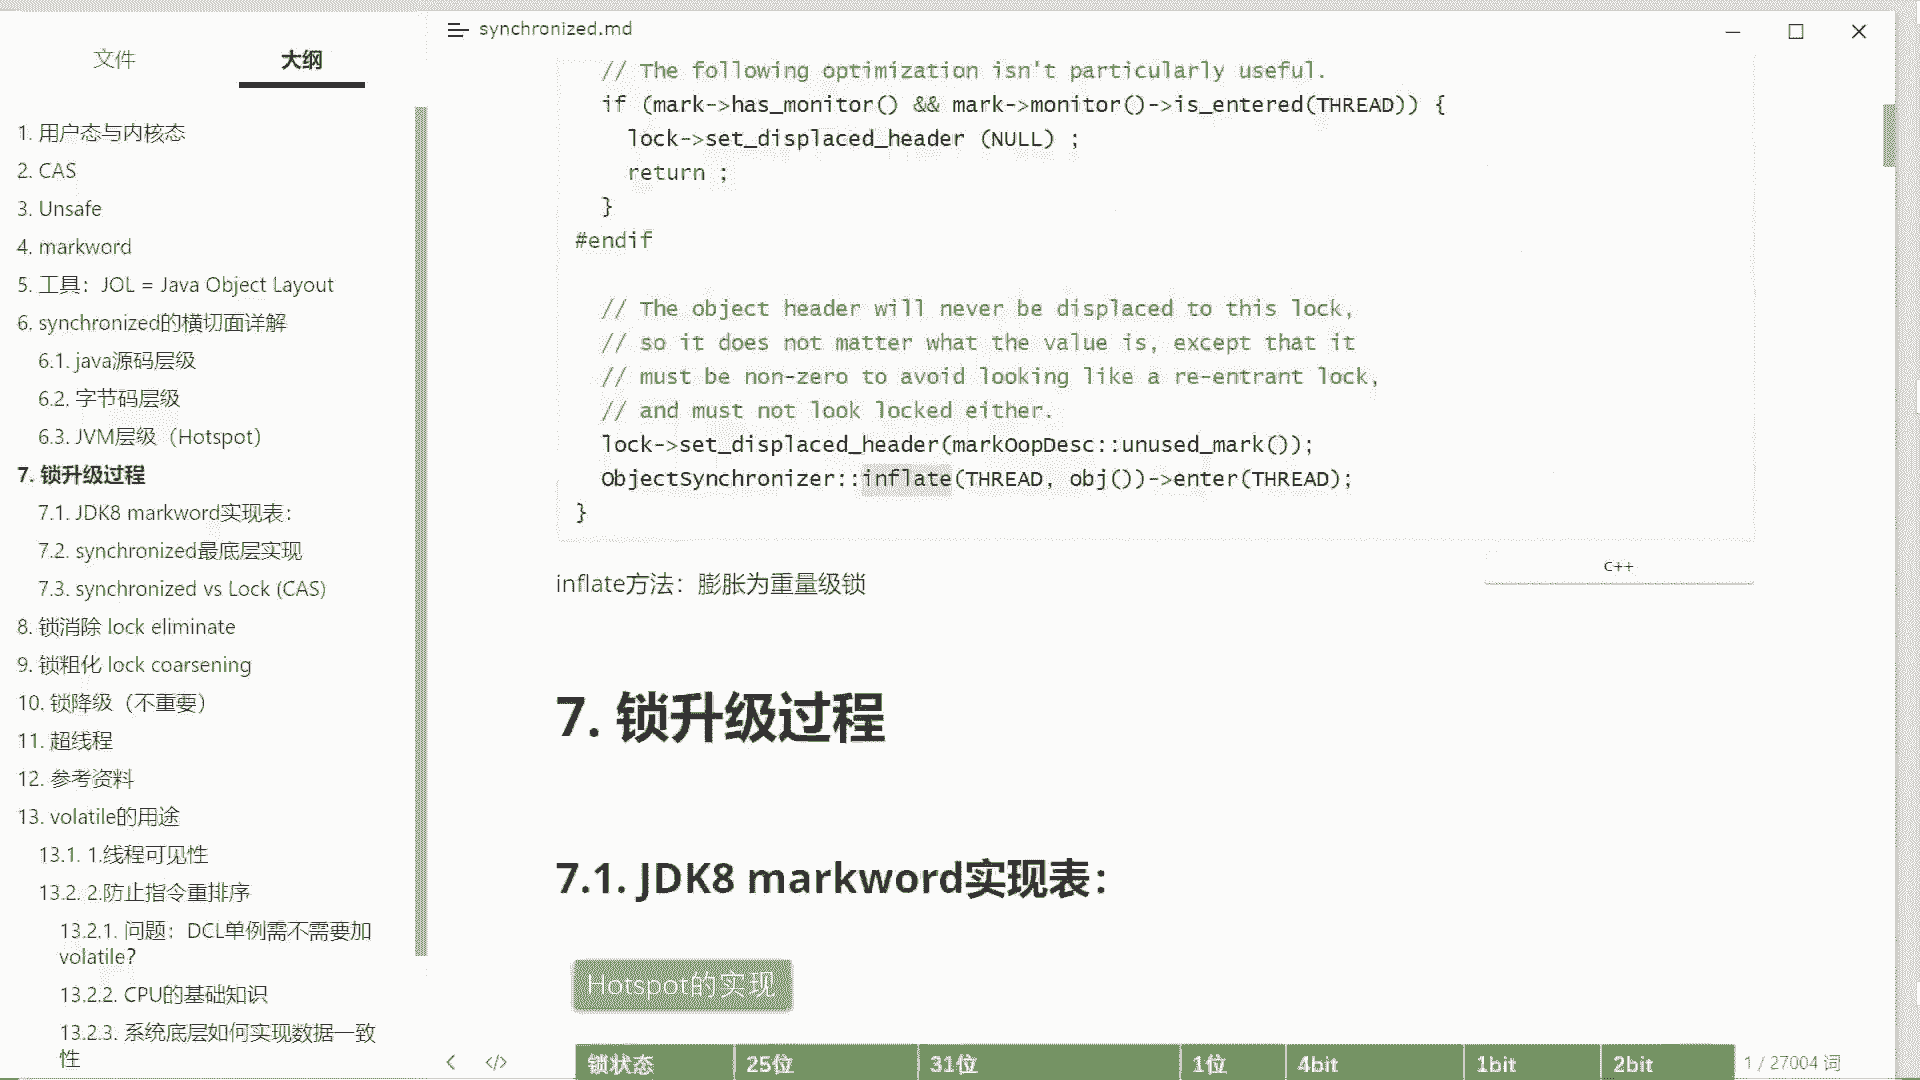 文件
大纲
1. 用户态与内核态
2. CAS
3. Unsafe
4. markword
5. 工具：JOL = Java Object Layout
6. synchronized的横切面详解
6.1. java源码层级
6.2. 字节码层级
6.3. JVM层级（Hotspot）
7. 锁升级过程
7.1. JDK8 markword实现表：
7.2. synchronized最底层实现
7.3. synchronized vs Lock (CAS)
8. 锁消除 lock eliminate
9. 锁粗化 lock coarsening
10. 锁降级（不重要）
11. 超线程
12. 参考资料
13. volatile的用途
13.1. 1.线程可见性
13.2. 2.防止指令重排序
13.2.1. 问题：DCL单例需不需要加
volatile？
13.2.2. CPU的基础知识
13.2.3. 系统底层如何实现数据一致
性
synchronized.md
// The following optimization isn't particularly useful.
if (mark->has_monitor() && mark->monitor()->is_entered(THREAD)) {
lock->set_displaced_header (NULL) ;
return ;
}
#endif
// The object header will never be displaced to this lock,
// so it does not matter what the value is, except that it
// must be non-zero to avoid looking like a re-entrant lock,
// and must not look locked either.
lock->set_displaced_header(markOopDesc::unused_mark());
ObjectSynchronizer::inflate(THREAD, obj())->enter(THREAD);
}
c++
inflate方法：膨胀为重量级锁
7. 锁升级过程
7.1. JDK8 markword实现表：
Hotspot的实现
锁状态 25位 31位 1位 4bit 1bit 2bit
1 / 27004 词